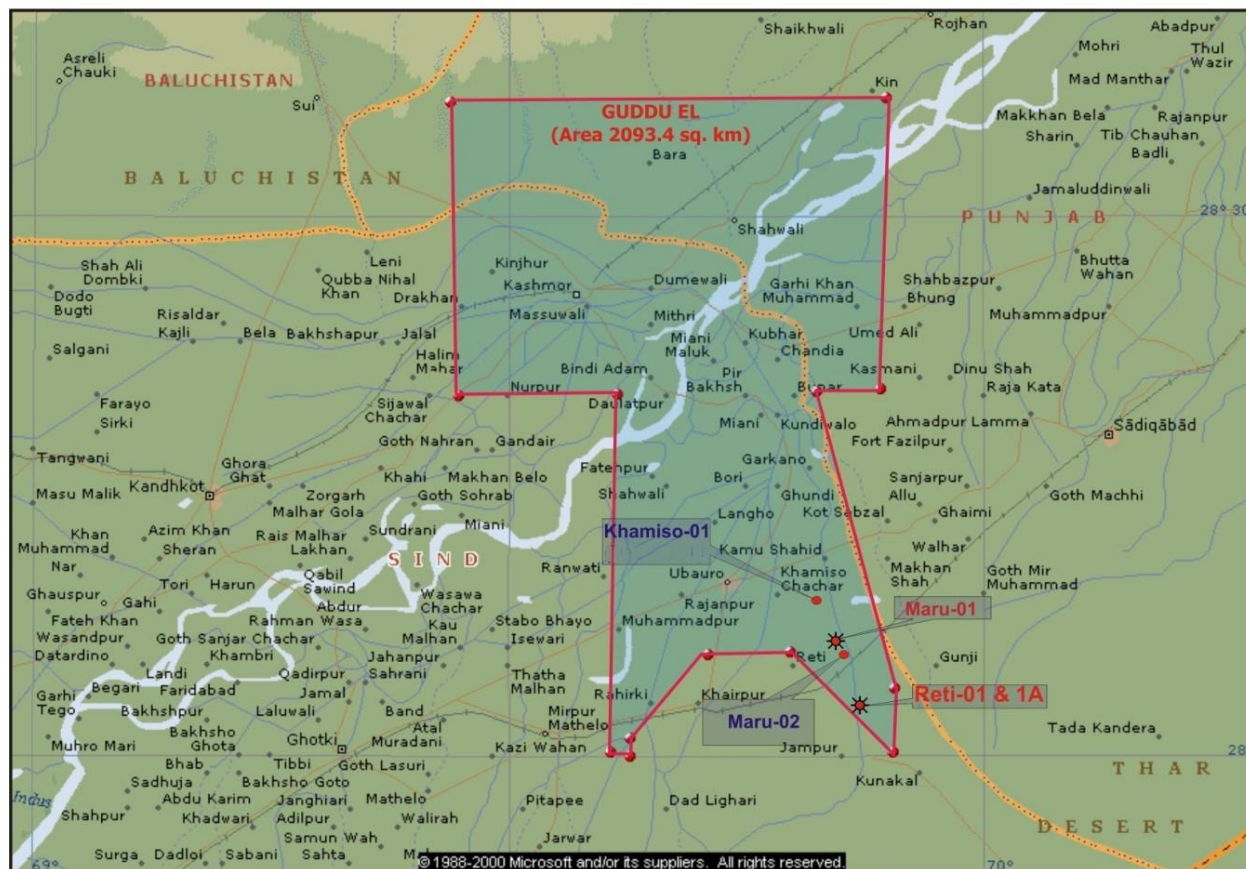 Rojhan
Abadpur
Shaikhwali
Asreli
Chauki
Mohri
Thul
Wazir
BALUCHISTAN
Sui
Kin
Mad Manthar
GUDDU EL
(Area 2093.4 sq. km)
Makkhan Bela
Rajanpur
Sharin
Tib Chauhan
Bara
Badli
BALUCHISTAN
Jamaluddinwali
PUNJAB
28° 30
Shahwali
Leni
Bhutta
Wahan
Shah Ali
Dombki
Kinjhur
Qubba Nihal
Khan
Dumewali
Garhi Khan
Muhammad
Shahbazpur
Kashmor
Dodo
Bugti
Drakhan
Bhung
Risaldar
Massuwali
Mithri
Muhammadpur
Kajli
Bela
Bakhshapur
Jalal
Kubhar
Umed Ali
Miani
Maluk
Salgani
Halim
Mahar
Chandia
Bindi Adam
Pir
Bakhsh
Kasmani
Dinu Shah
Nurpur
Bupar
Raja Kata
Farayo
Sijawal
Chachar
Daulatpur
Sirki
Miani
Kundiwalo
Ahmadpur Lamma
Sādiqābād
Goth Nahran
Gandair
Fort Fazilpur
Tangwani
Ghora
Ghat
Garkano
Khahi
Makhan Belo
Fatehpur
Sanjarpur
Kandhkot
Bori
Masu Malik
Zorgarh
Goth Sohrab
Shahwali
Ghundi
Allu
Goth Machhi
Malhar Gola
Kot Sabzal
Azim Khan
Sundrani
Miani
Langho
Ghaimi
Khan
Muhammad
Nar
Rais Malhar
Khamiso-01
Lakhan
SIND
Kamu Shahid
Walhar
Sheran
Ranwati
Makhan
Shah
Goth Mir
Muhammad
Qabil
Sawind
Ubauro
Khamiso
Chachar
Tori
Harun
Wasawa
Chachar
Ghauspur
Gahi
Abdur
Rahman Wasa
Rajanpur
Maru-01
Fateh Khan
Kau
Malhan
Stabo Bhayo
Muhammadpur
Wasandpur
Goth Sanjar Chachar
Isewari
Datardino
Khambri
Jahanpur
Reti
Gunji
Landi
Qadirpur
Sahrani
Thatha
Malhan
Garhi
Tego
Begari
Faridabad
Jamal
Rahirki
Khairpur
Reti-01 & 1A
Bakhshpur
Laluwali
Band
Mirpur
Mathelo
Maru-02
Bakhsho
Ghota
Atal
Muradani
Tada Kandera
Muhro Mari
Ghotki
Kazi Wahan
Jampur
28
Bhab
Tibbi
Goth Lasuri
Kunakal
THAR
Sadhuja
Bakhsho Goto
Indus
Abdu Karim
Janghiari
Mathelo
Pitapee
Dad Lighari
Shahpur
Khadwari
Adilpur
Walirah
DESERT
Samun Wah
Jarwar
Surga
Dadloi
Sabani
Sahta
69°
© 1988-2000 Microsoft and/or its suppliers. All rights reserved.
70°